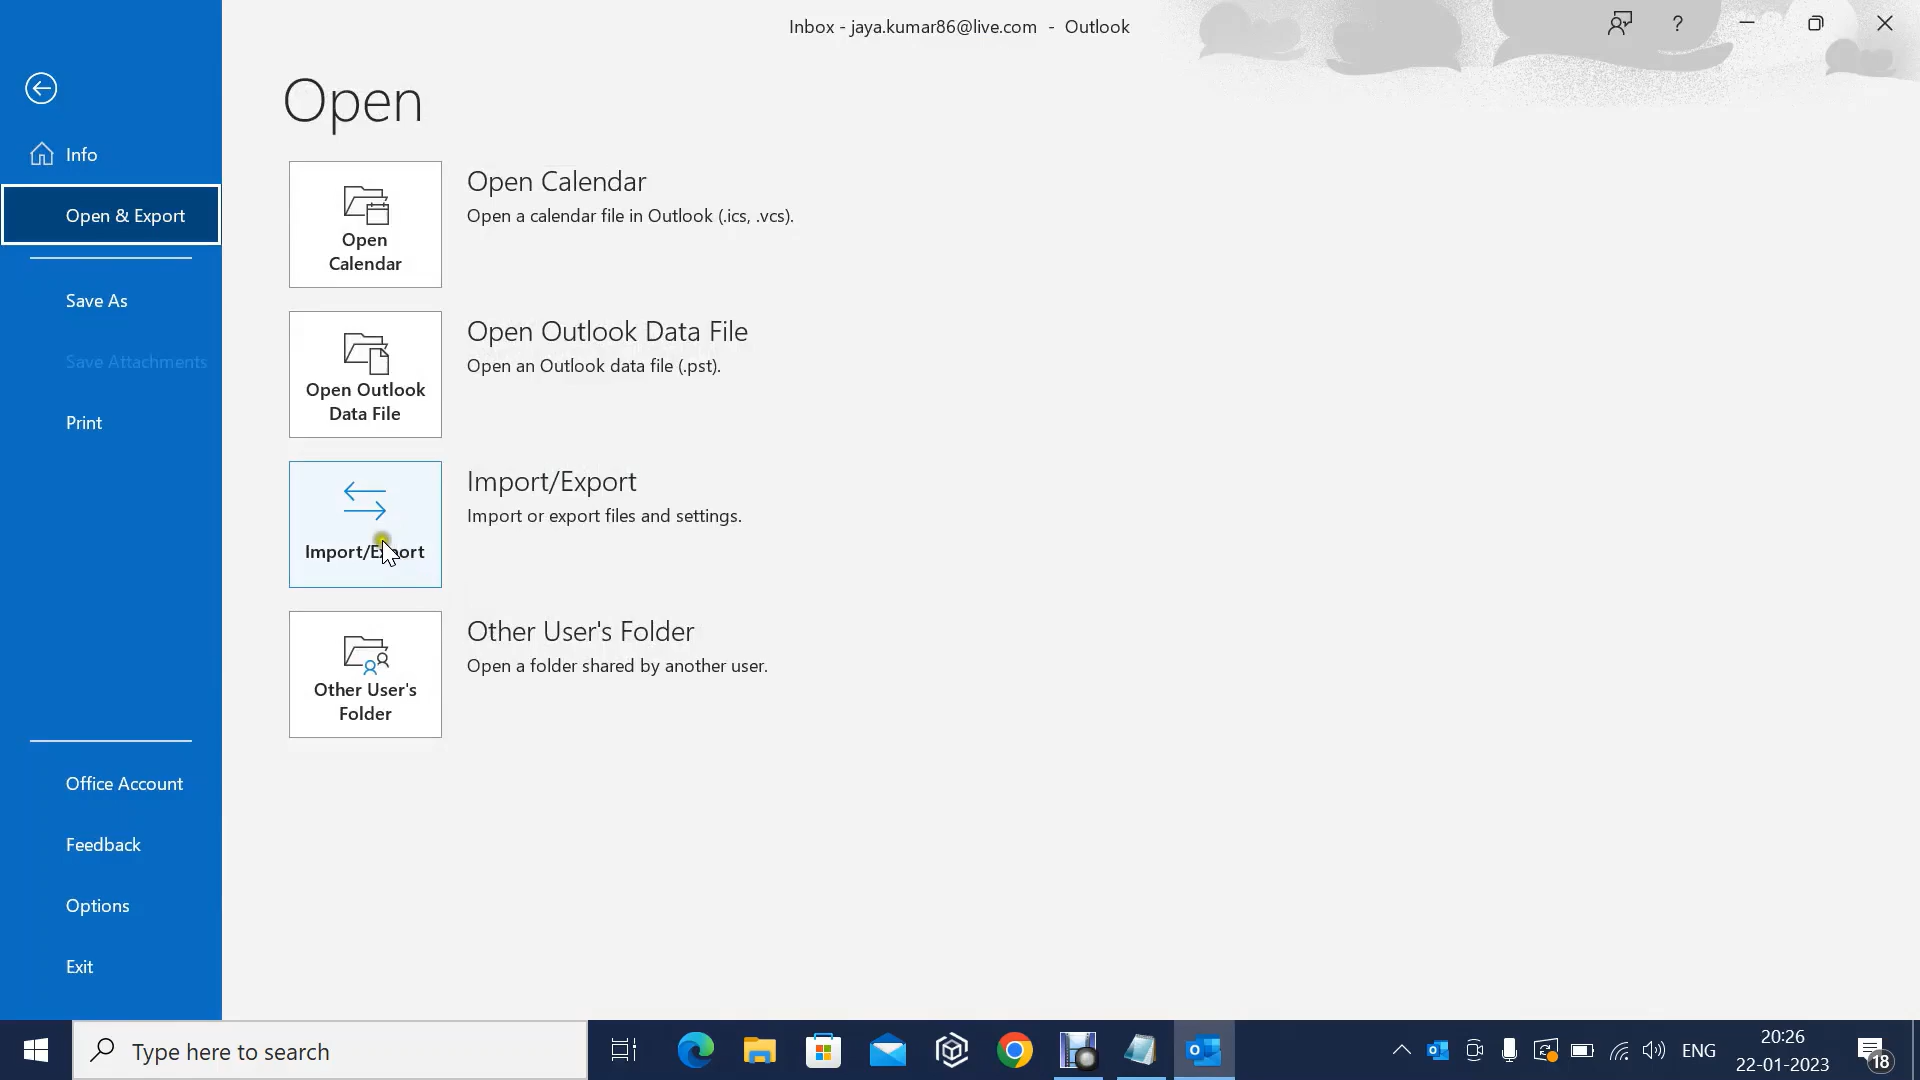 Inbox - jaya.kumar86@live.com - Outlook
?
Open
Info
Open & Export
Save As
Save Attachments
Print
Office Account
Feedback
Options
Exit
Open
Calendar
Open Calendar
Open a calendar file in Outlook (.ics, .vcs).
Open Outlook
Data File
Open Outlook Data File
Open an Outlook data file (.pst).
Import/Export
Import/Export
Import or export files and settings.
Other User's
Folder
Other User's Folder
Open a folder shared by another user.
Type here to search
ENG
20:26
22-01-2023
18